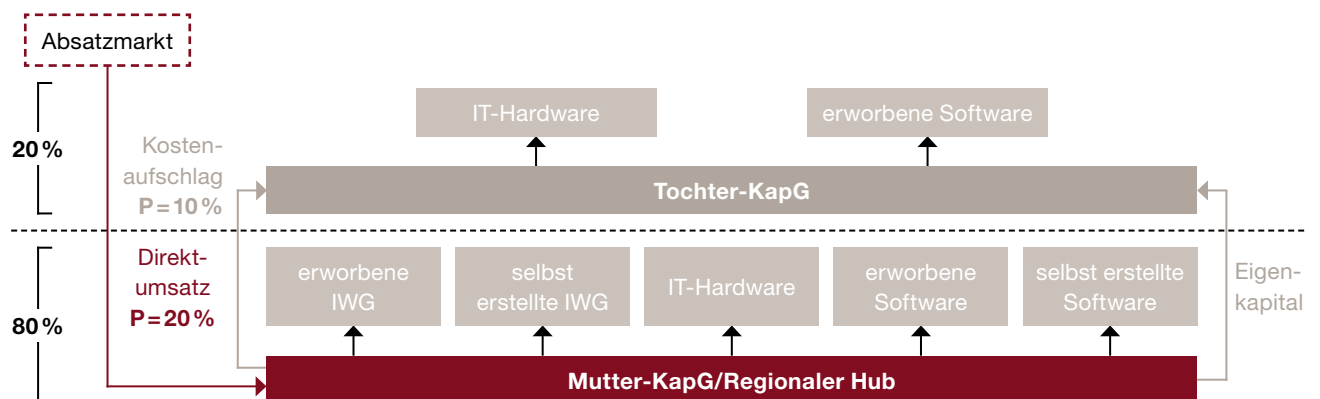 Absatzmarkt
20 %
Kosten-
aufschlag
P = 10 %
IT-Hardware
erworbene Software
Tochter-KapG
80 %
Direkt-
umsatz
P = 20 %
erworbene
IWG
selbst
erstellte IWG
IT-Hardware
erworbene
Software
selbst erstellte
Software
Eigen-
kapital
Mutter-KapG/Regionaler Hub